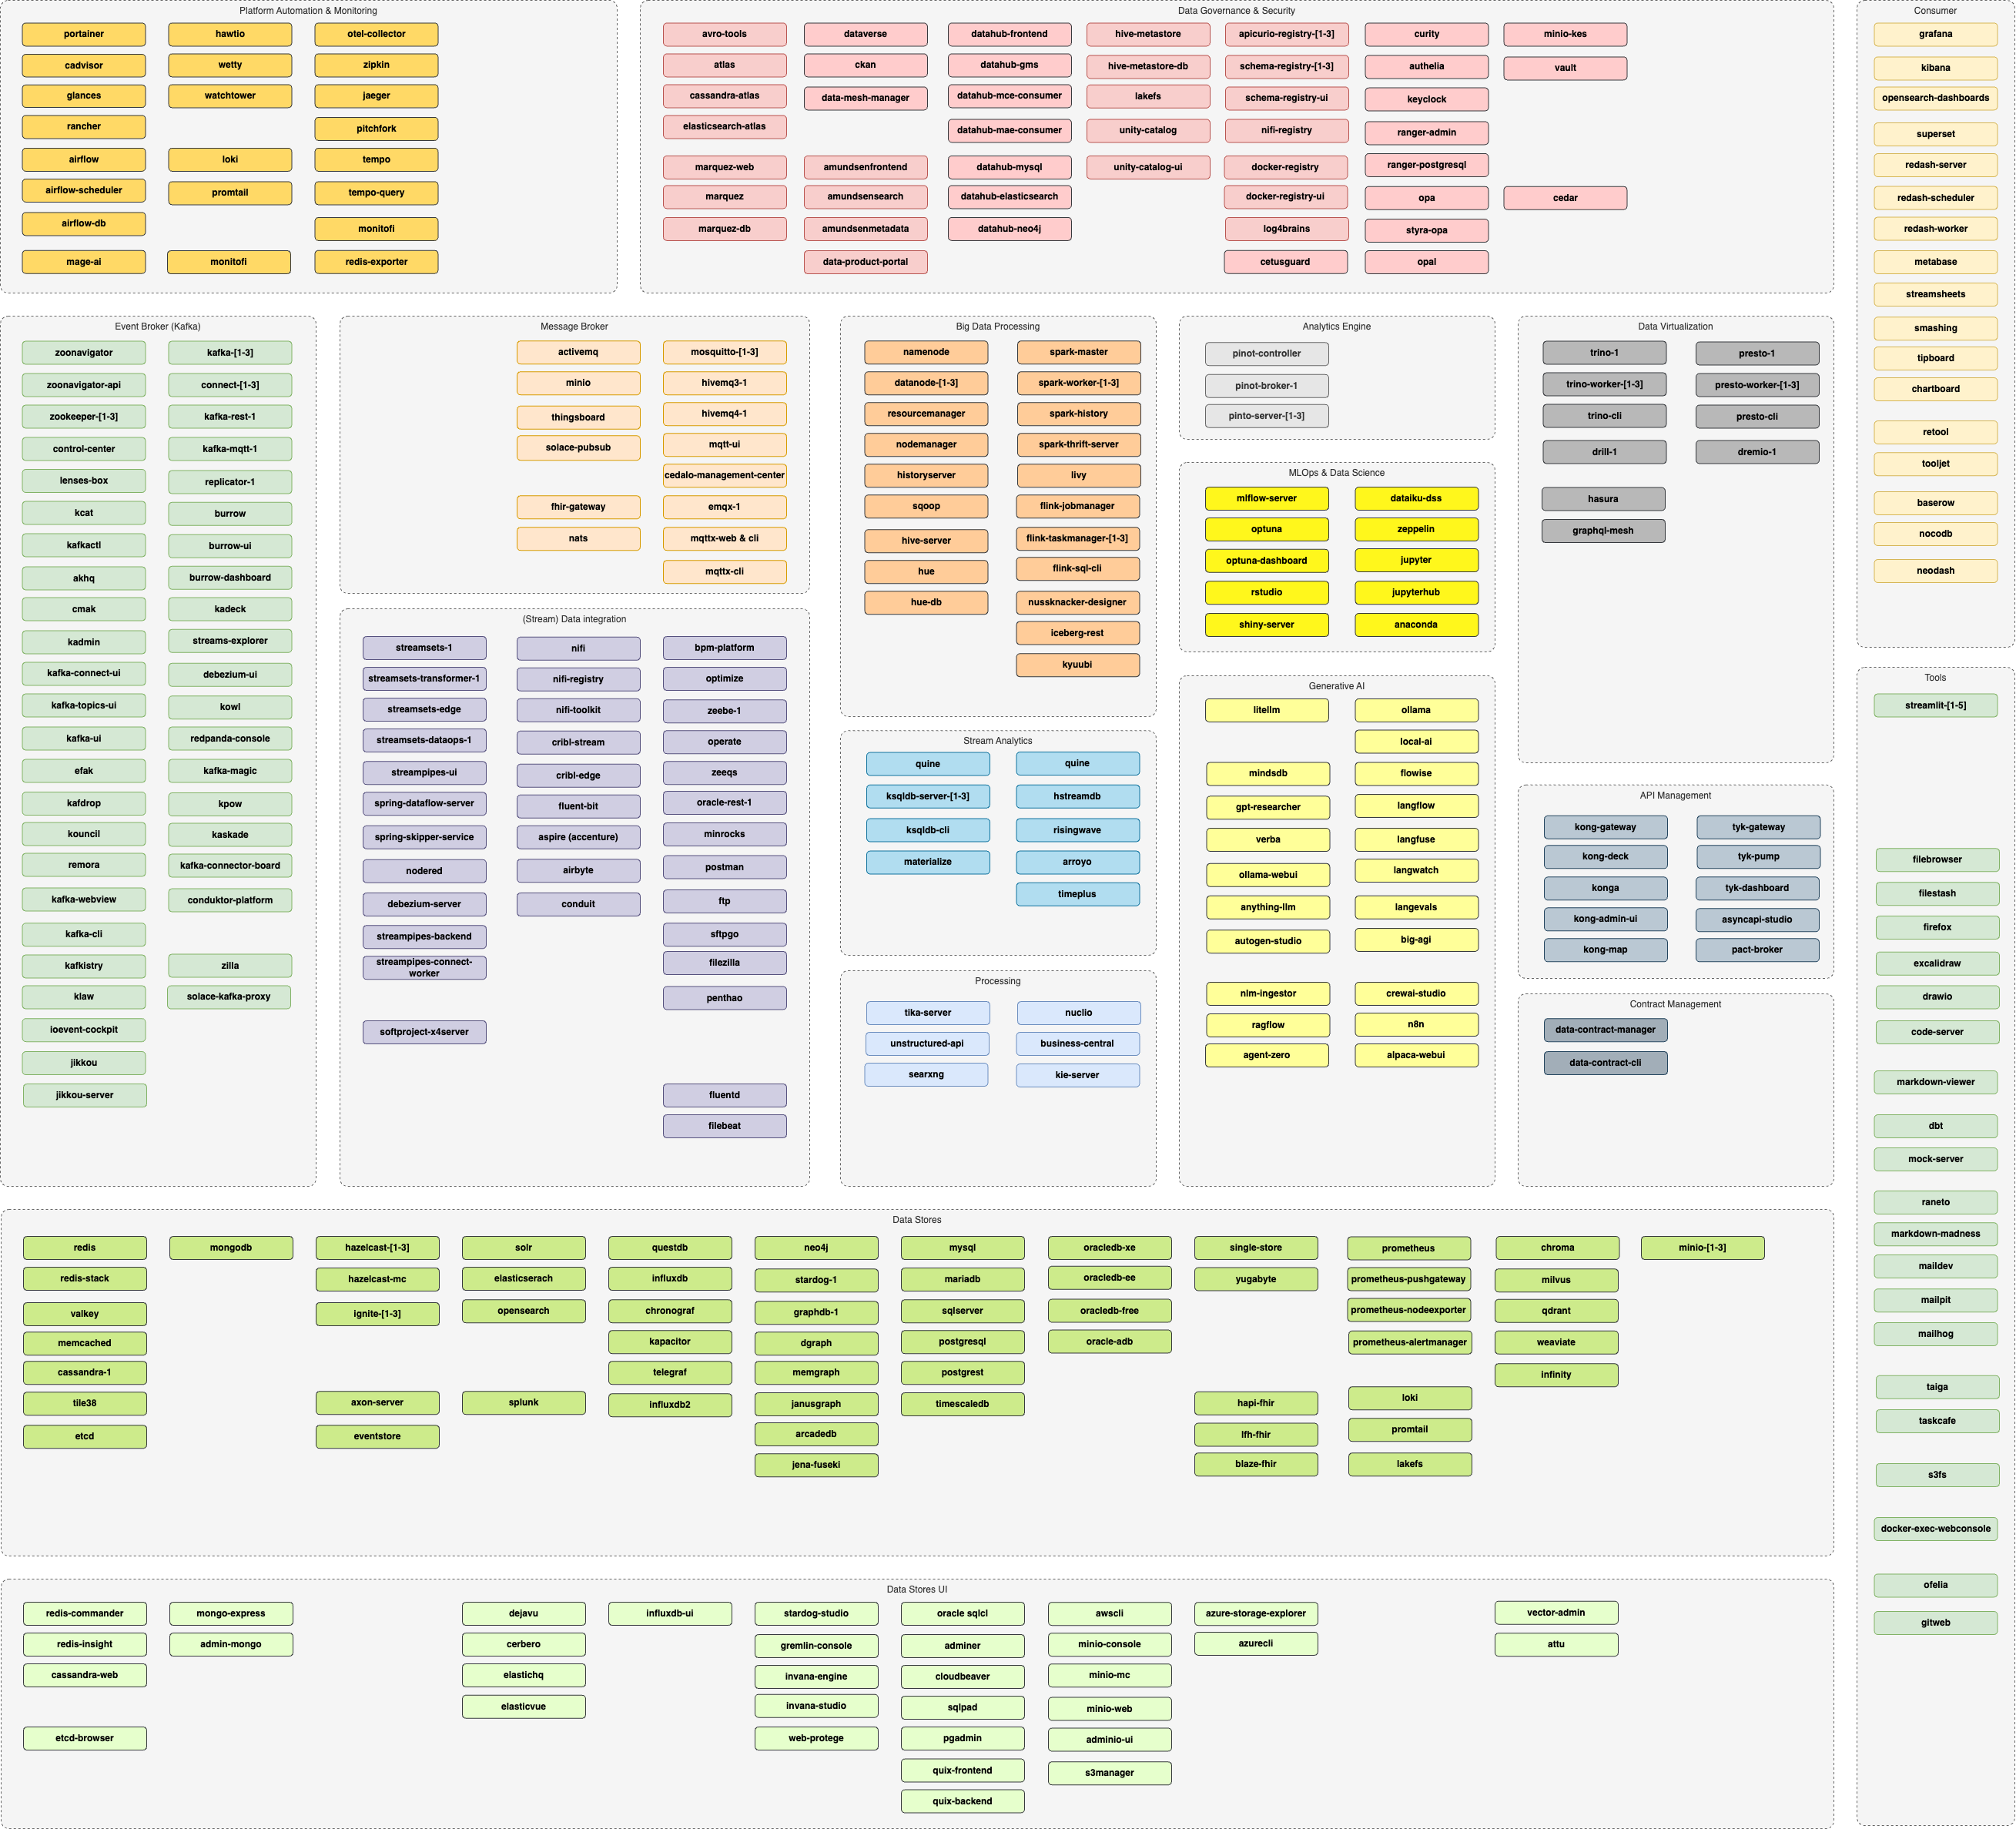 Platform Automation & Monitoring
portainer
hawtio
otel-collector
cadvisor
wetty
zipkin
glances
watchtower
jaeger
rancher
pitchfork
airflow
loki
tempo
airflow-scheduler
promtail
tempo-query
airflow-db
monitofi
mage-ai
monitofi
redis-exporter
Data Governance & Security
avro-tools
dataverse
datahub-frontend
hive-metastore
apicurio-registry-[1-3]
curity
minio-kes
atlas
ckan
datahub-gms
hive-metastore-db
schema-registry-[1-3]
authelia
vault
cassandra-atlas
data-mesh-manager
datahub-mce-consumer
lakefs
schema-registry-ui
keyclock
elasticsearch-atlas
datahub-mae-consumer
unity-catalog
nifi-registry
ranger-admin
marquez-web
amundsenfrontend
datahub-mysql
unity-catalog-ui
docker-registry
ranger-postgresql
marquez
amundsensearch
datahub-elasticsearch
docker-registry-ui
opa
cedar
marquez-db
amundsenmetadata
datahub-neo4j
log4brains
styra-opa
data-product-portal
cetusguard
opal
Consumer
grafana
kibana
opensearch-dashboards
superset
redash-server
redash-scheduler
redash-worker
metabase
streamsheets
smashing
tipboard
chartboard
retool
tooljet
baserow
nocodb
neodash
Event Broker (Kafka)
zoonavigator
kafka-[1-3]
zoonavigator-api
connect-[1-3]
zookeeper-[1-3]
kafka-rest-1
control-center
kafka-mqtt-1
lenses-box
replicator-1
kcat
burrow
kafkactl
burrow-ui
akhq
burrow-dashboard
cmak
kadeck
kadmin
streams-explorer
kafka-connect-ui
debezium-ui
kafka-topics-ui
kowl
kafka-ui
redpanda-console
efak
kafka-magic
kafdrop
kpow
kouncil
kaskade
remora
kafka-connector-board
kafka-webview
conduktor-platform
kafka-cli
kafkistry
zilla
klaw
solace-kafka-proxy
ioevent-cockpit
jikkou
jikkou-server
Message Broker
activemq
mosquitto-[1-3]
minio
hivemq3-1
thingsboard
hivemq4-1
solace-pubsub
mqtt-ui
cedalo-management-center
fhir-gateway
emqx-1
nats
mqttx-web & cli
mqttx-cli
(Stream) Data integration
streamsets-1
nifi
bpm-platform
streamsets-transformer-1
nifi-registry
optimize
streamsets-edge
nifi-toolkit
zeebe-1
streamsets-dataops-1
cribl-stream
operate
streampipes-ui
cribl-edge
zeeqs
spring-dataflow-server
fluent-bit
oracle-rest-1
spring-skipper-service
aspire (accenture)
minrocks
nodered
airbyte
postman
debezium-server
conduit
ftp
streampipes-backend
sftpgo
streampipes-connect-
worker
filezilla
penthao
softproject-x4server
fluentd
filebeat
Big Data Processing
namenode
spark-master
datanode-[1-3]
spark-worker-[1-3]
resourcemanager
spark-history
nodemanager
spark-thrift-server
historyserver
livy
sqoop
flink-jobmanager
hive-server
flink-taskmanager-[1-3]
hue
flink-sql-cli
hue-db
nussknacker-designer
iceberg-rest
kyuubi
Stream Analytics
quine
quine
ksqldb-server-[1-3]
hstreamdb
ksqldb-cli
risingwave
materialize
arroyo
timeplus
Processing
tika-server
nuclio
unstructured-api
business-central
searxng
kie-server
Analytics Engine
pinot-controller
pinot-broker-1
pinto-server-[1-3]
MLOps & Data Science
mlflow-server
dataiku-dss
optuna
zeppelin
optuna-dashboard
jupyter
rstudio
jupyterhub
shiny-server
anaconda
Generative AI
litellm
ollama
local-ai
mindsdb
flowise
gpt-researcher
langflow
verba
langfuse
ollama-webui
langwatch
anything-llm
langevals
autogen-studio
big-agi
nlm-ingestor
crewai-studio
ragflow
n8n
agent-zero
alpaca-webui
Data Virtualization
trino-1
presto-1
trino-worker-[1-3]
presto-worker-[1-3]
trino-cli
presto-cli
drill-1
dremio-1
hasura
graphql-mesh
API Management
kong-gateway
tyk-gateway
kong-deck
tyk-pump
konga
tyk-dashboard
kong-admin-ui
asyncapi-studio
kong-map
pact-broker
Contract Management
data-contract-manager
data-contract-cli
Tools
streamlit-[1-5]
filebrowser
filestash
firefox
excalidraw
drawio
code-server
markdown-viewer
dbt
mock-server
raneto
markdown-madness
maildev
mailpit
mailhog
taiga
taskcafe
s3fs
docker-exec-webconsole
ofelia
gitweb
Data Stores
redis
mongodb
hazelcast-[1-3]
solr
questdb
neo4j
mysql
oracledb-xe
single-store
prometheus
chroma
minio-[1-3]
redis-stack
hazelcast-mc
elasticserach
influxdb
stardog-1
mariadb
oracledb-ee
yugabyte
prometheus-pushgateway
milvus
valkey
ignite-[1-3]
opensearch
chronograf
graphdb-1
sqlserver
oracledb-free
prometheus-nodeexporter
qdrant
memcached
kapacitor
dgraph
postgresql
oracle-adb
prometheus-alertmanager
weaviate
cassandra-1
telegraf
memgraph
postgrest
infinity
tile38
axon-server
splunk
influxdb2
janusgraph
timescaledb
hapi-fhir
loki
etcd
eventstore
arcadedb
lfh-fhir
promtail
jena-fuseki
blaze-fhir
lakefs
Data Stores UI
redis-commander
mongo-express
dejavu
influxdb-ui
stardog-studio
oracle sqlcl
awscli
azure-storage-explorer
vector-admin
redis-insight
admin-mongo
cerbero
gremlin-console
adminer
minio-console
azurecli
attu
cassandra-web
elastichq
invana-engine
cloudbeaver
minio-mc
elasticvue
invana-studio
sqlpad
minio-web
etcd-browser
web-protege
pgadmin
adminio-ui
quix-frontend
s3manager
quix-backend